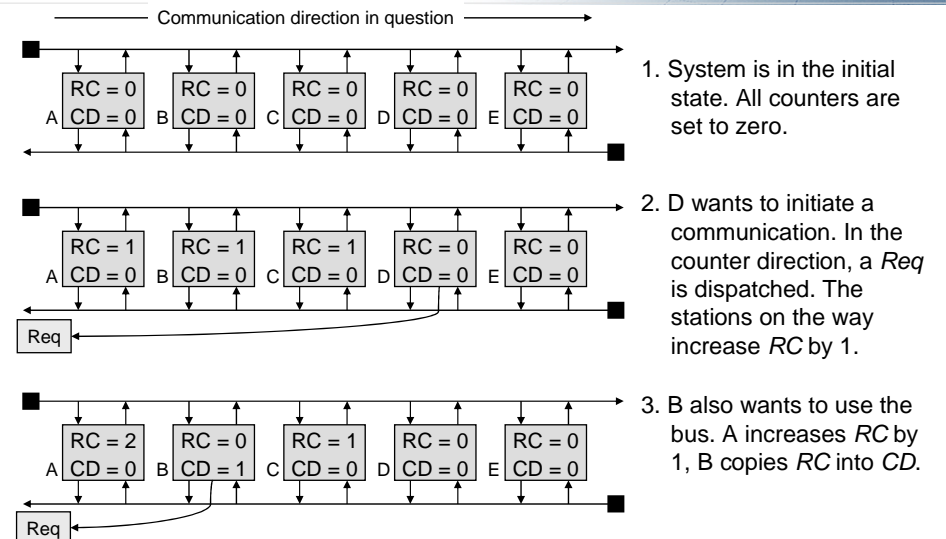 Communication direction in question
RC = 0 RC = 0 RC = 0 RC = 0 RC = 0
A CD = 0 B CD = 0 C CD = 0 D CD = 0 E CD = 0
1. System is in the initial
state. All counters are
set to zero.
RC = 1 RC = 1 RC = 1 RC = 0 RC = 0
A CD = 0 B CD = 0 C CD = 0 D CD = 0 E CD = 0
Req
2. D wants to initiate a
communication. In the
counter direction, a Req
is dispatched. The
stations on the way
increase RC by 1.
RC = 2 RC = 0 RC = 1 RC = 0 RC = 0
A CD = 0 B CD = 1 C CD = 0 D CD = 0 E CD = 0
Req
3. B also wants to use the
bus. A increases RC by
1, B copies RC into CD.